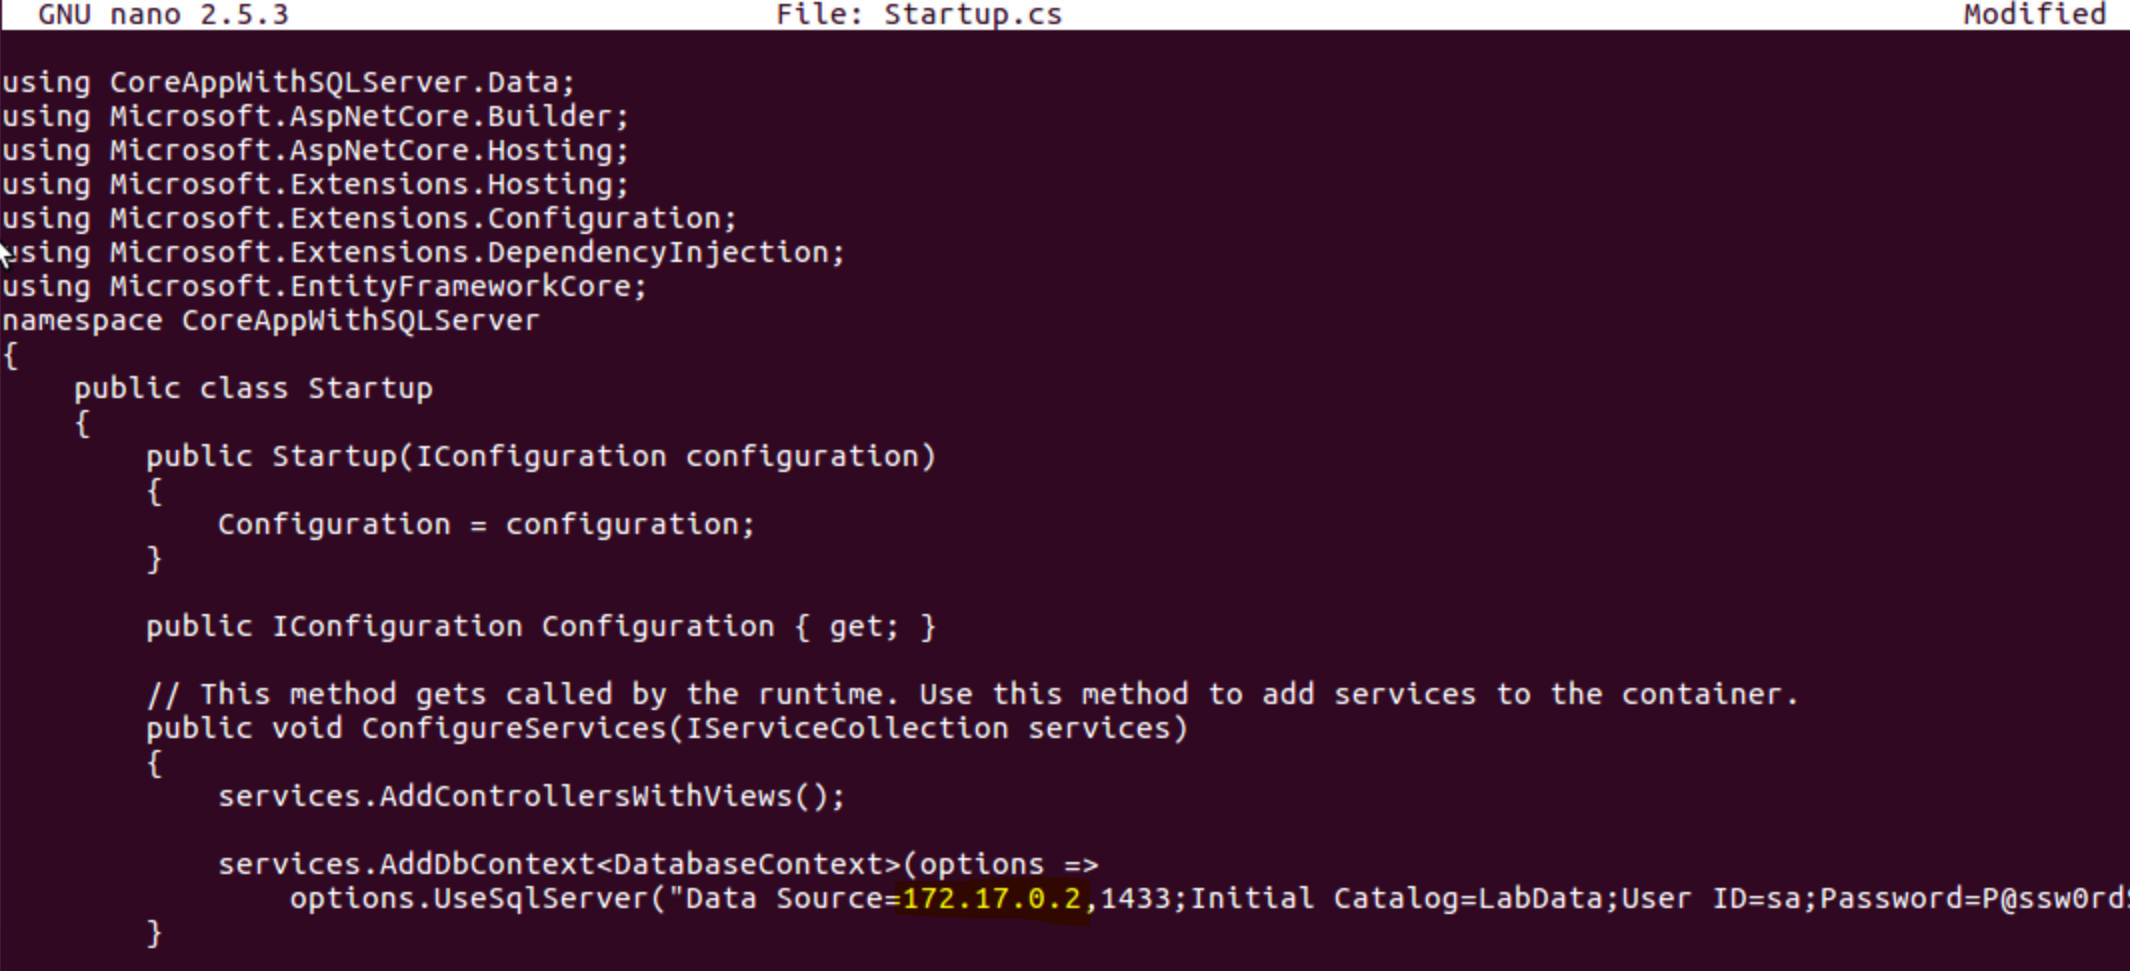 GNU nano 2.5.3 File: Startup.cs Modified
using CoreAppWithSQLServer.Data;
using Microsoft.AspNetCore.Builder;
using Microsoft.AspNetCore.Hosting;
using Microsoft.Extensions.Hosting;
using Microsoft.Extensions.Configuration;
using Microsoft.Extensions.DependencyInjection;
using Microsoft.EntityFrameworkCore;
namespace CoreAppWithSQLServer
{
    public class Startup
    {
        public Startup(IConfiguration configuration)
        {
            Configuration = configuration;
        }
        public IConfiguration Configuration { get; }
        // This method gets called by the runtime. Use this method to add services to the container.
        public void ConfigureServices(IServiceCollection services)
        {
            services.AddControllersWithViews();
            services.AddDbContext<DatabaseContext>(options =>
                options.UseSqlServer("Data Source=172.17.0.2,1433;Initial Catalog=LabData;User ID=sa;Password=P@ssw0rd$
        }